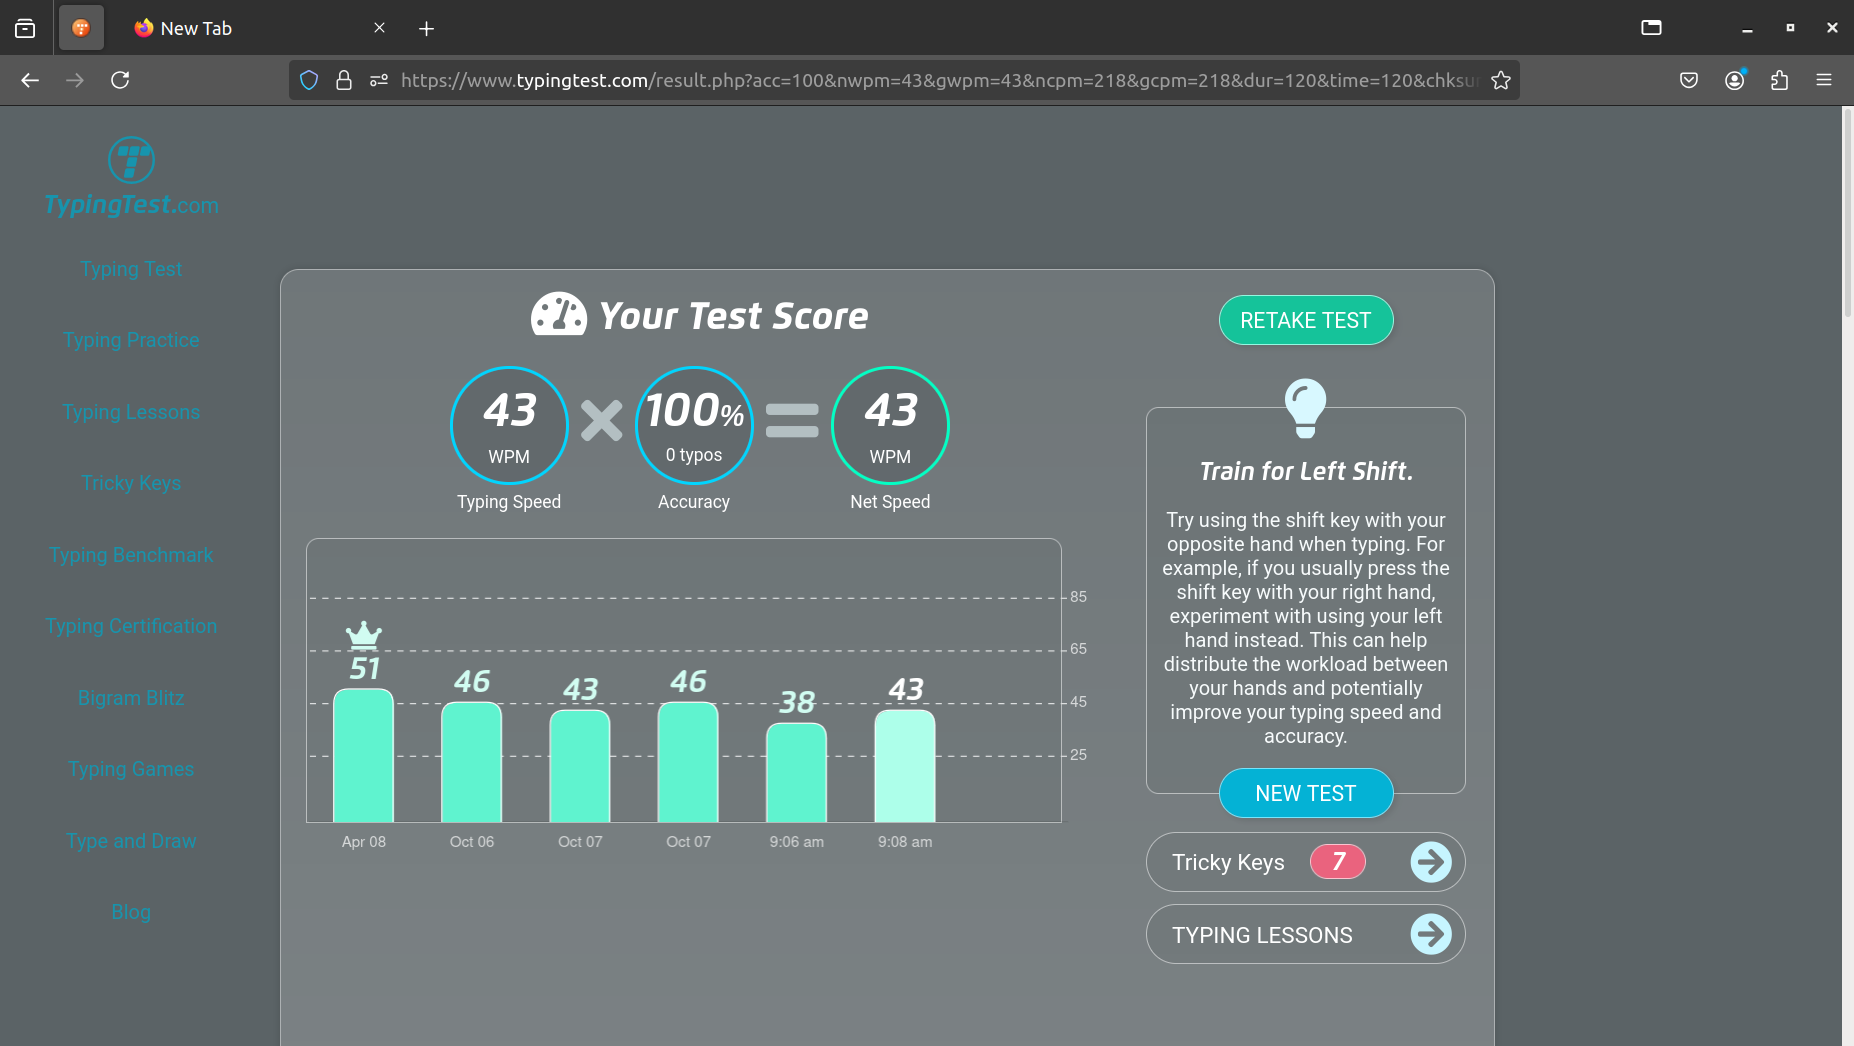 New Tab
https://www.typingtest.com/result.php?acc=100&nwpm=43&gwpm=43&ncpm=218&gcpm=218&dur=120&time=120&chksu
TypingTest.com
Typing Test
Typing Practice
Typing Lessons
Tricky Keys
Typing Benchmark
Typing Certification
Bigram Blitz
Typing Games
Type and Draw
Blog
Your Test Score
43
WPM
Typing Speed
100%
0 typos
Accuracy
43
WPM
Net Speed
85
65
45
25
51
46
43
46
38
43
Apr 08
Oct 06
Oct 07
Oct 07
9:06 am
9:08 am
RETAKE TEST
Train for Left Shift.
Try using the shift key with your
opposite hand when typing. For
example, if you usually press the
shift key with your right hand,
experiment with using your left
hand instead. This can help
distribute the workload between
your hands and potentially
improve your typing speed and
accuracy.
NEW TEST
Tricky Keys 7
TYPING LESSONS